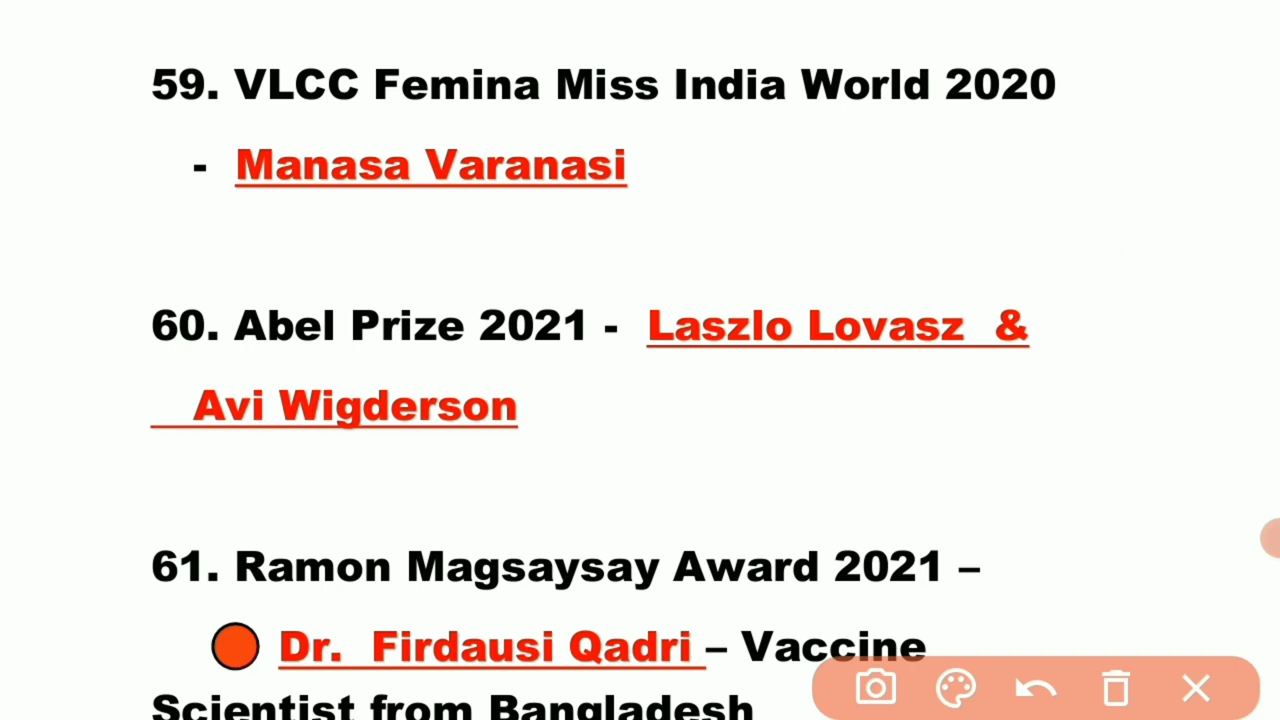 59. VLCC Femina Miss India World 2020
- Manasa Varanasi
60. Abel Prize 2021 - Laszlo Lovasz &
Avi Wigderson
61. Ramon Magsaysay Award 2021 –
Dr. Firdausi Qadri – Vaccine
Scientist from Bangladesh